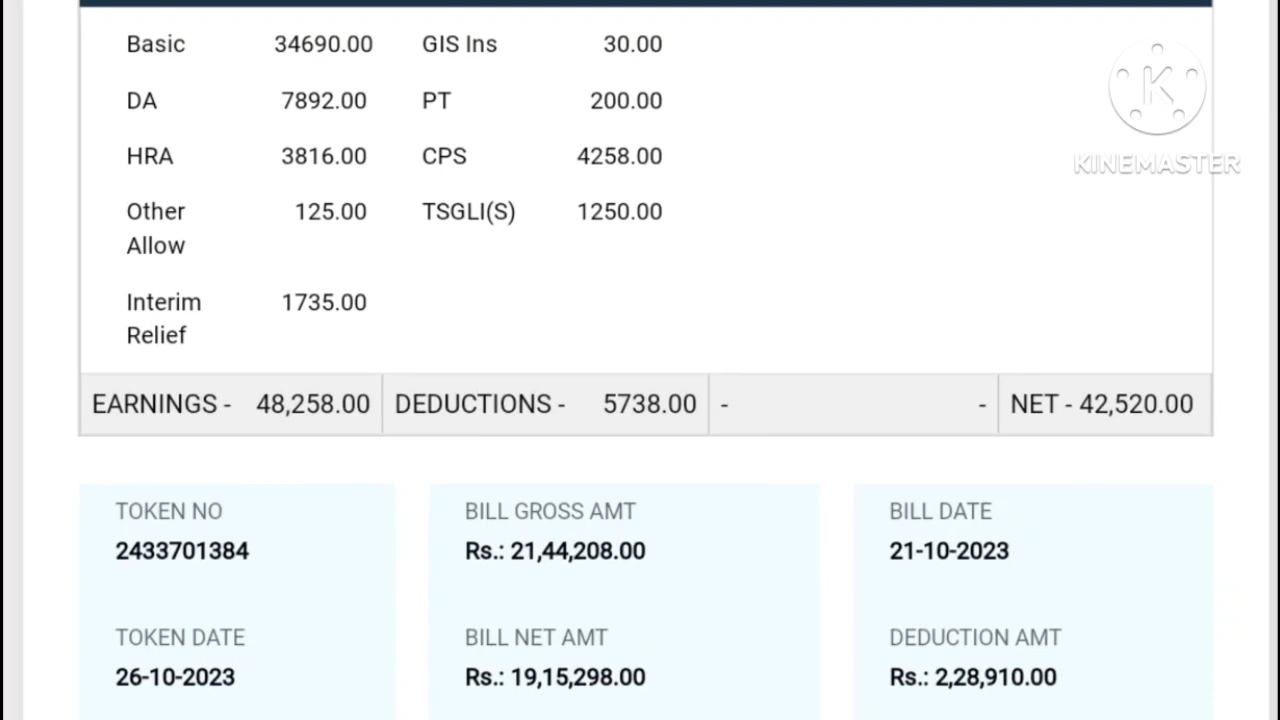 Basic 34690.00 GIS Ins 30.00
DA 7892.00 PT 200.00
HRA 3816.00 CPS 4258.00
Other 125.00 TSGLI(S) 1250.00
Allow
Interim 1735.00
Relief
K
KINEMASTER
EARNINGS - 48,258.00 DEDUCTIONS - 5738.00 - - NET - 42,520.00
TOKEN NO BILL GROSS AMT BILL DATE
2433701384 Rs.: 21,44,208.00 21-10-2023
TOKEN DATE BILL NET AMT DEDUCTION AMT
26-10-2023 Rs.: 19,15,298.00 Rs.: 2,28,910.00